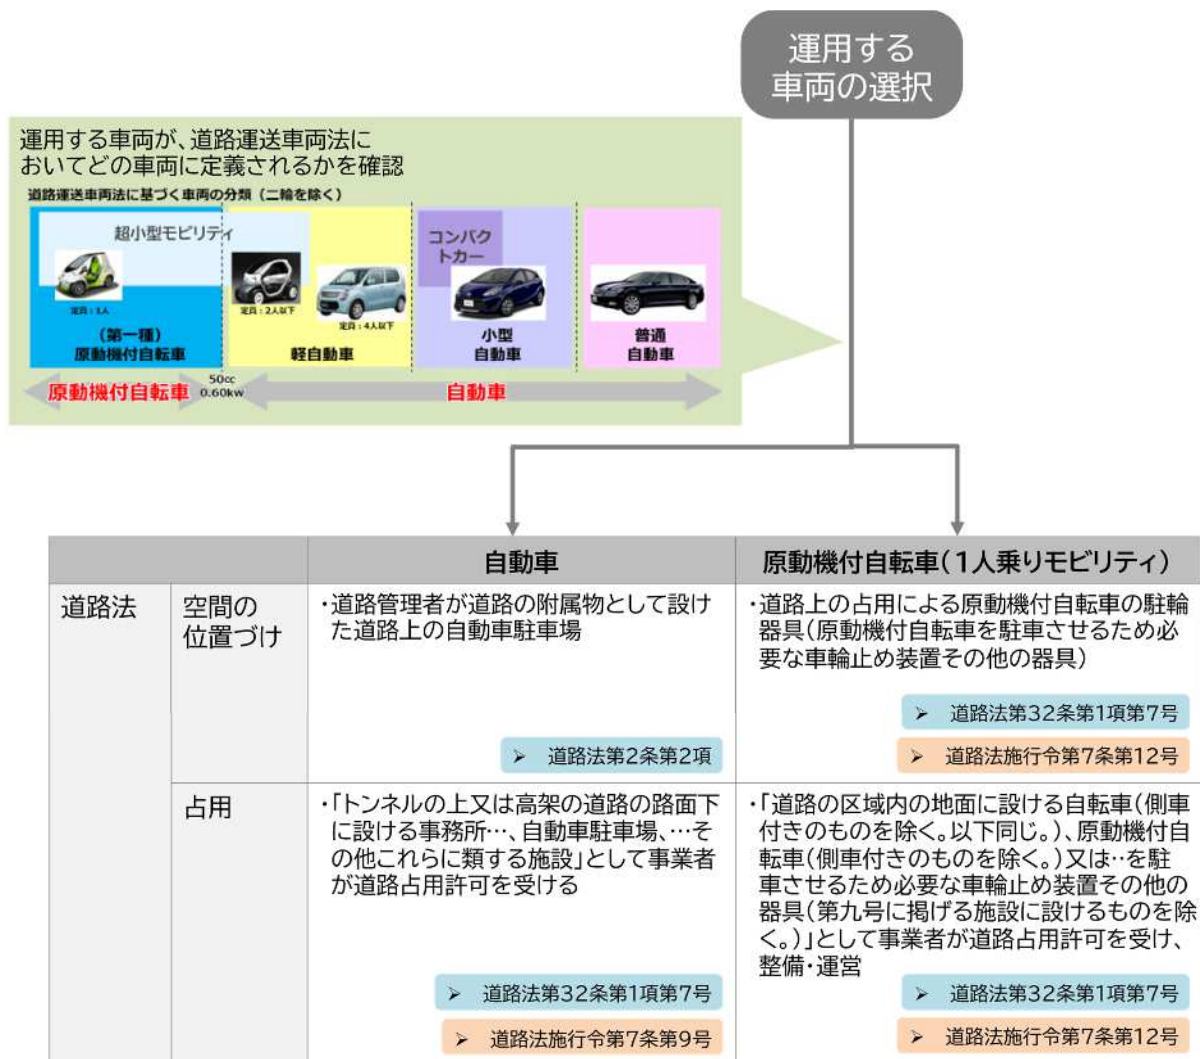 運用する
車両の選択
運用する車両が、道路運送車両法に
おいてどの車両に定義されるかを確認
道路運送車両法に基づく車両の分類（二輪を除く）
超小型モビリティ
コンパク
トカー
定員：1人
定員：2人以下
定員：4人以下
（第一種）
原動機付自転車
軽自動車
小型
自動車
普通
自動車
原動機付自転車
50cc
0.60kw
自動車
自動車
原動機付自転車(1人乗りモビリティ)
道路法
空間の
位置づけ
・道路管理者が道路の附属物として設け
た道路上の自動車駐車場
➢ 道路法第2条第2項
・道路上の占用による原動機付自転車の駐輪
器具(原動機付自転車を駐車させるため必
要な車輪止め装置その他の器具)
➢ 道路法第32条第1項第7号
➢ 道路法施行令第7条第12号
占用
・「トンネルの上又は高架の道路の路面下
に設ける事務所…、自動車駐車場、…そ
の他これらに類する施設」として事業者
が道路占用許可を受ける
➢ 道路法第32条第1項第7号
➢ 道路法施行令第7条第9号
・「道路の区域内の地面に設ける自転車(側車
付きのものを除く。以下同じ。)、原動機付自
転車(側車付きのものを除く。)又は‥を駐
車させるため必要な車輪止め装置その他の
器具(第九号に掲げる施設に設けるものを除
く。)」として事業者が道路占用許可を受け、
整備・運営
➢ 道路法第32条第1項第7号
➢ 道路法施行令第7条第12号